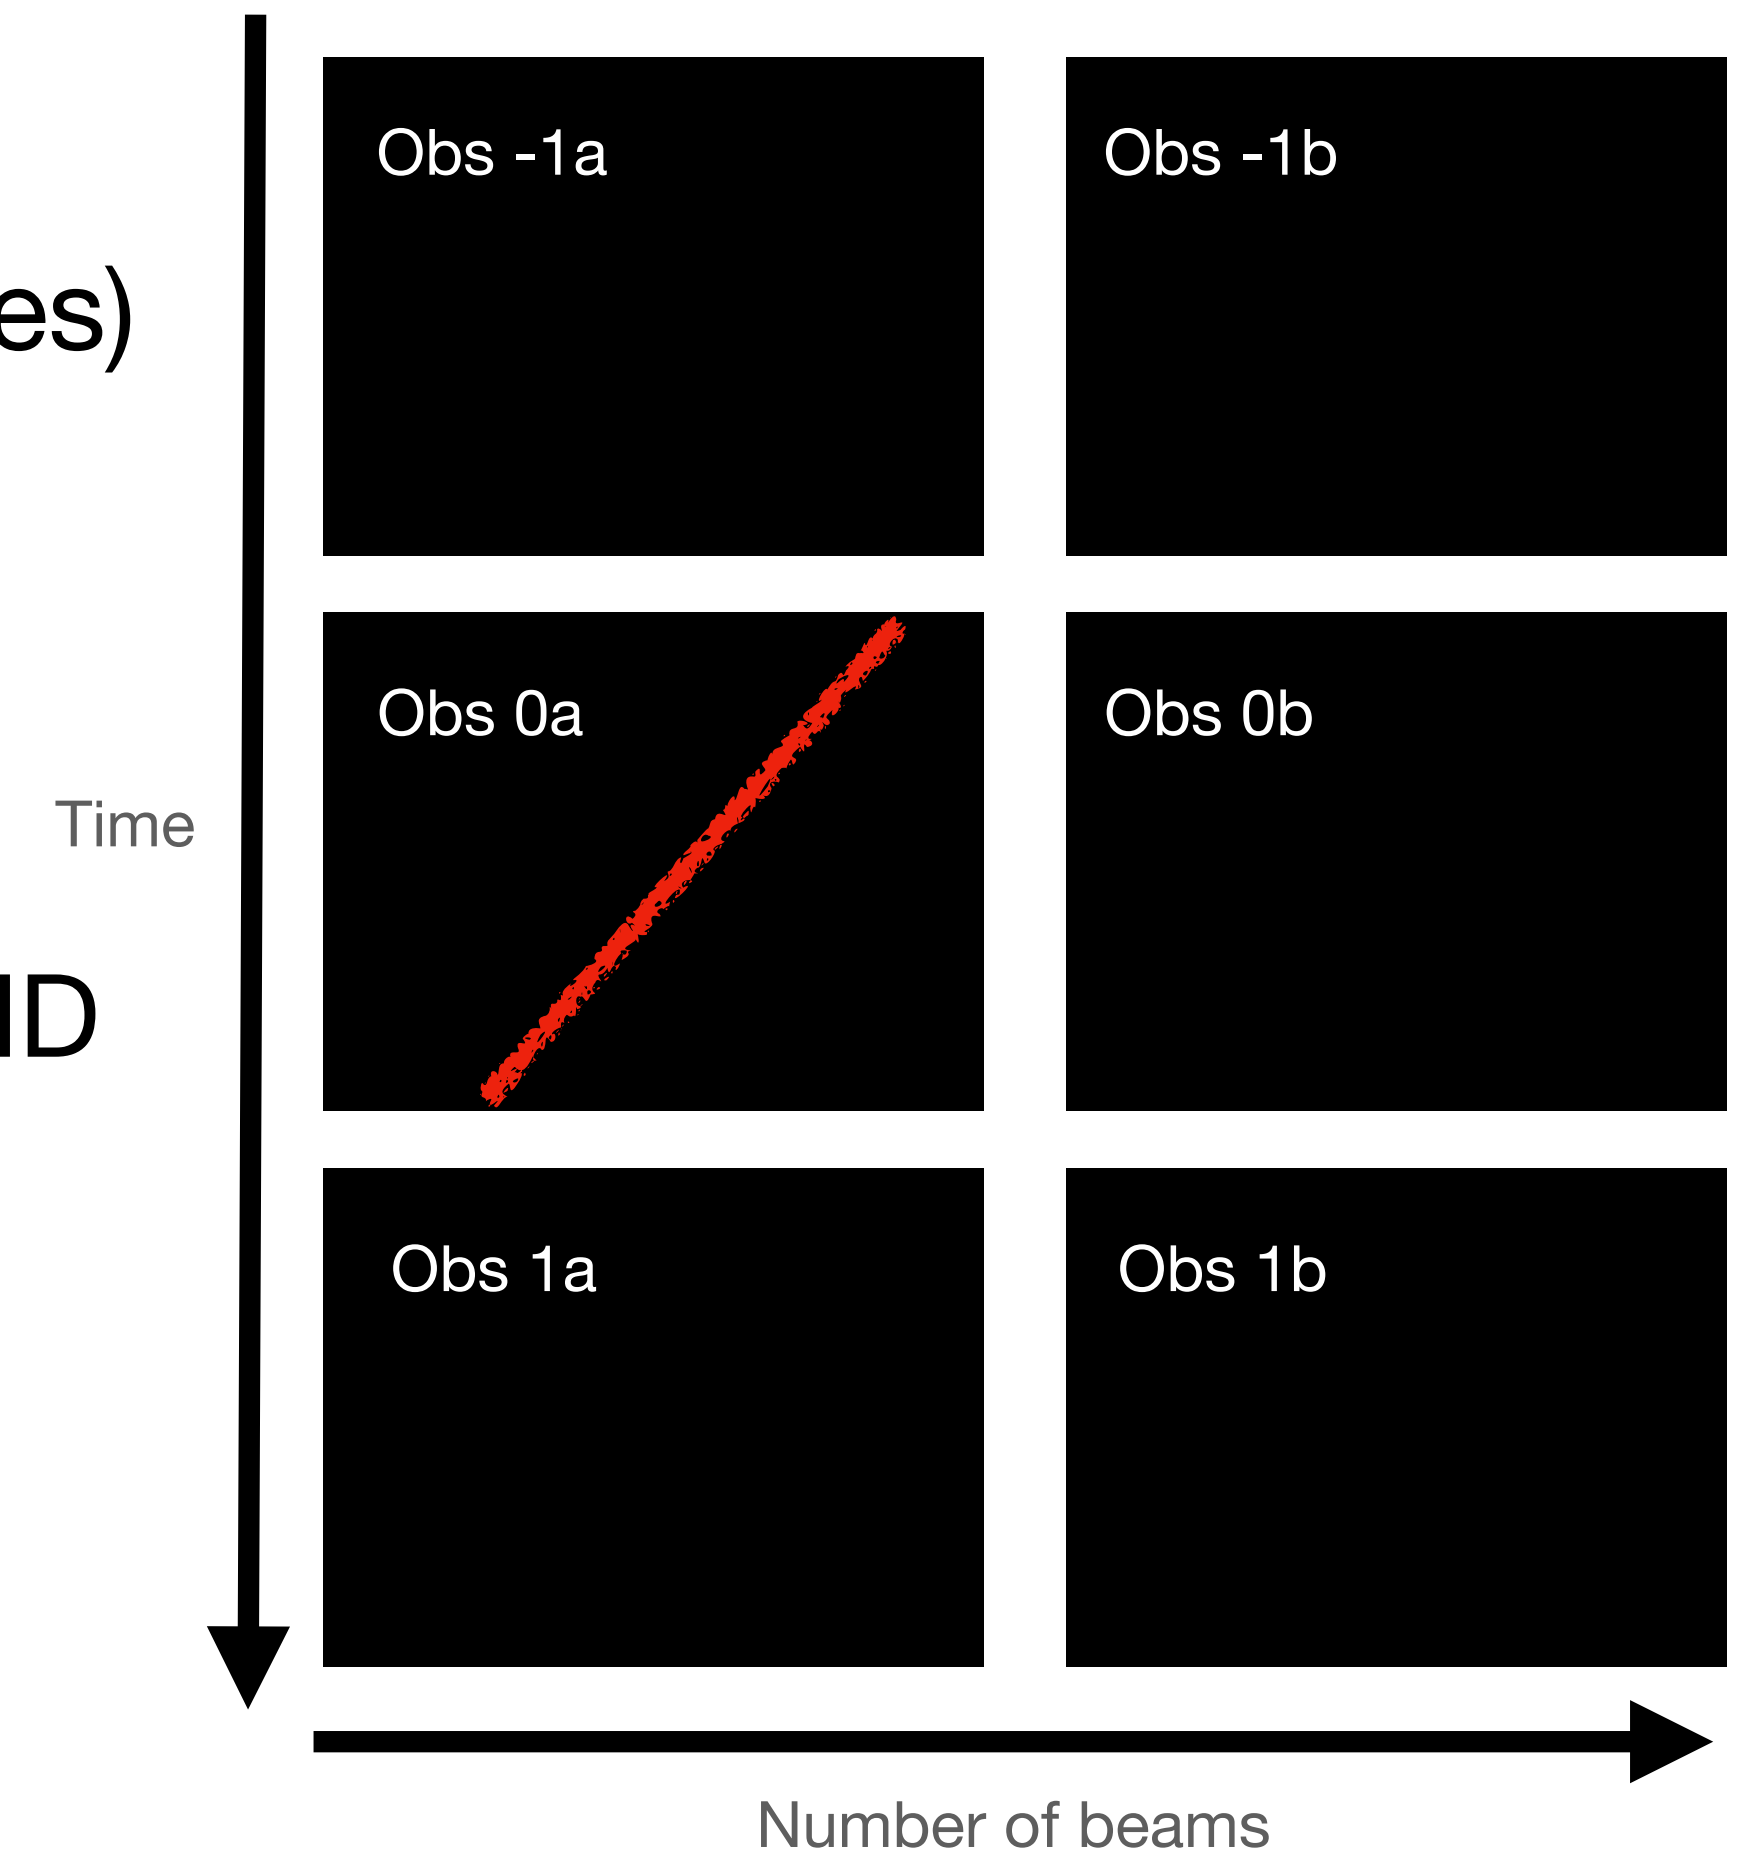 Obs -1a
Obs -1b
es)
Obs 0a
Obs 0b
Time
ID
Obs 1a
Obs 1b
Number of beams